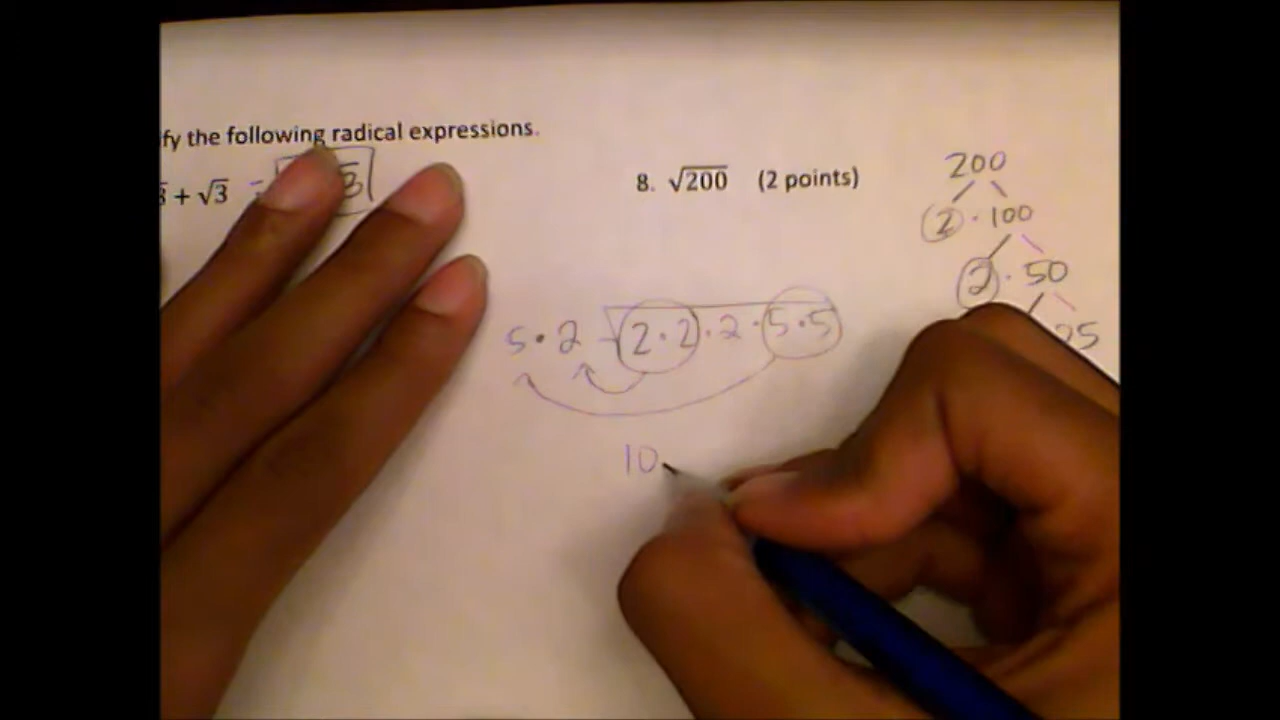 fy the following radical expressions.
+ √3 =
8. √200 (2 points)
5 · 2 √2 · 2 · 2 · 5 · 5
10
200
2 · 100
2 · 50
25